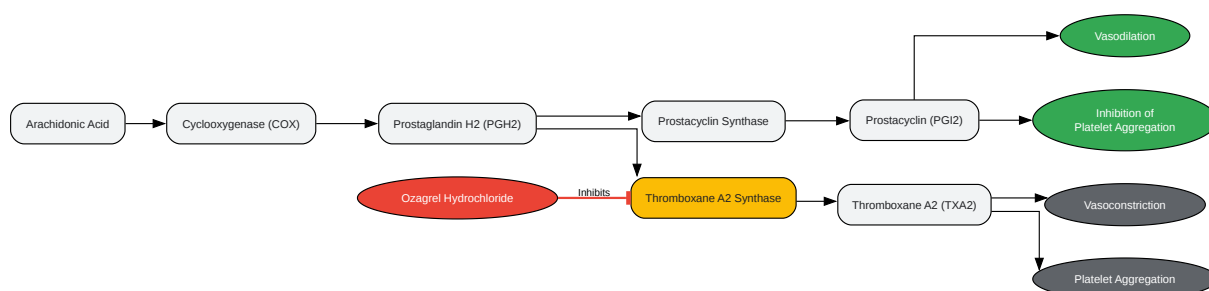 Vasodilation
Arachidonic Acid
Cyclooxygenase (COX)
Prostaglandin H2 (PGH2)
Prostacyclin Synthase
Prostacyclin (PGI2)
Inhibition of
Platelet Aggregation
Ozagrel Hydrochloride
Inhibits
Thromboxane A2 Synthase
Thromboxane A2 (TXA2)
Vasoconstriction
Platelet Aggregation